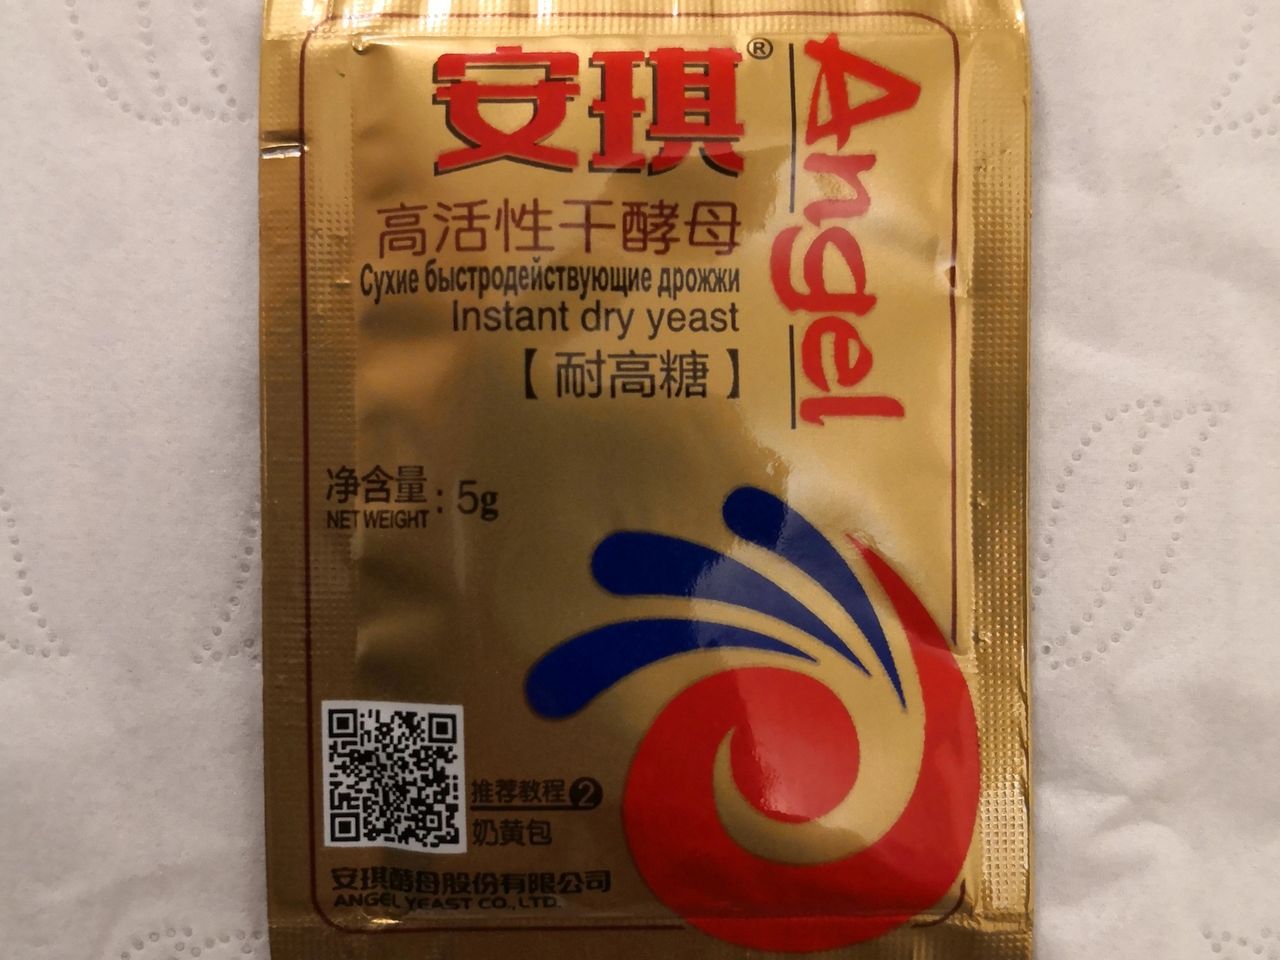 安琪®
Angel
高活性干酵母
Сухие быстродействующие дрожжи
Instant dry yeast
【耐高糖】
净含量: 5g
NET WEIGHT
推荐教程2
奶黄包
安琪酵母股份有限公司
ANGEL YEAST CO.,LTD.